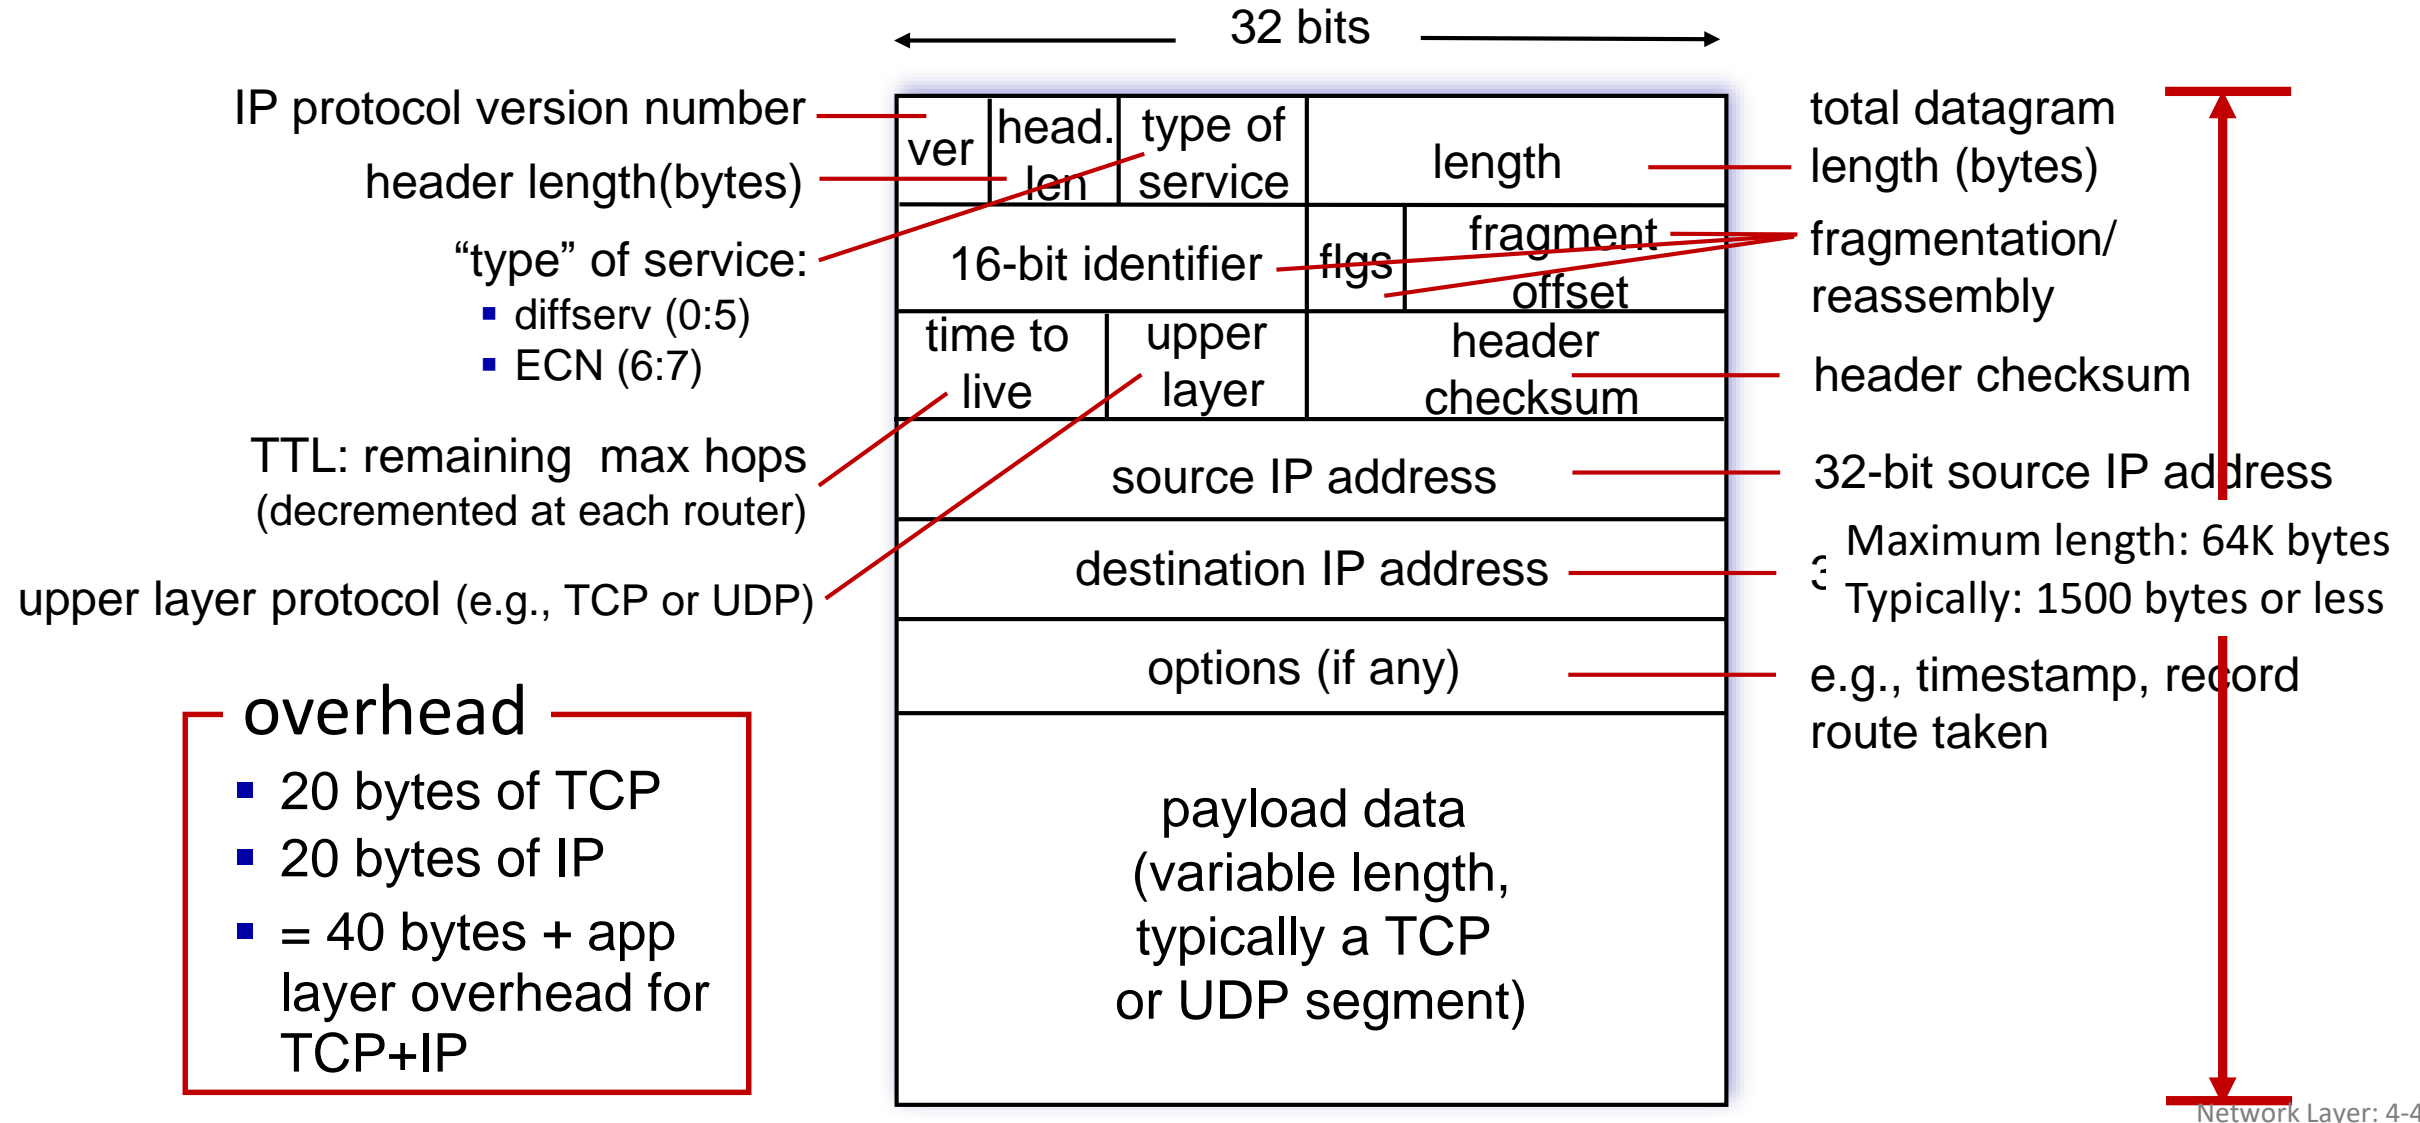 32 bits
IP protocol version number
header length(bytes)
“type” of service:
diffserv (0:5)
ECN (6:7)
TTL: remaining max hops
(decremented at each router)
upper layer protocol (e.g., TCP or UDP)
overhead
20 bytes of TCP
20 bytes of IP
= 40 bytes + app
layer overhead for
TCP+IP
ver
head.
len
type of
service
length
16-bit identifier
flgs
fragment
offset
time to
live
upper
layer
header
checksum
source IP address
destination IP address
options (if any)
payload data
(variable length,
typically a TCP
or UDP segment)
total datagram
length (bytes)
fragmentation/
reassembly
header checksum
32-bit source IP address
Maximum length: 64K bytes
Typically: 1500 bytes or less
e.g., timestamp, record
route taken
Network Layer: 4-4